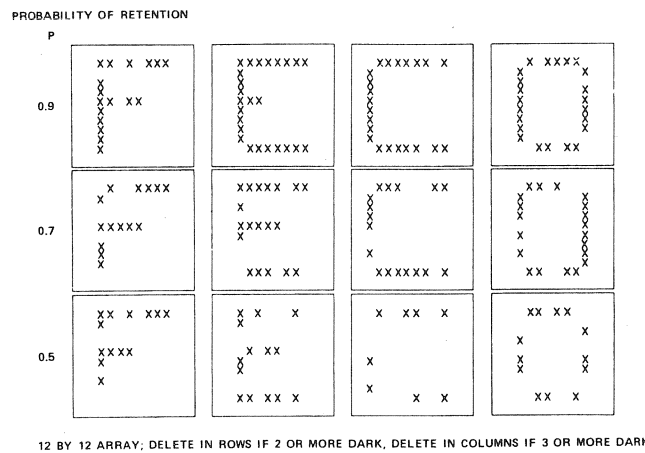 PROBABILITY OF RETENTION
P
0.9
0.7
0.5
12 BY 12 ARRAY; DELETE IN ROWS IF 2 OR MORE DARK, DELETE IN COLUMNS IF 3 OR MORE DARK